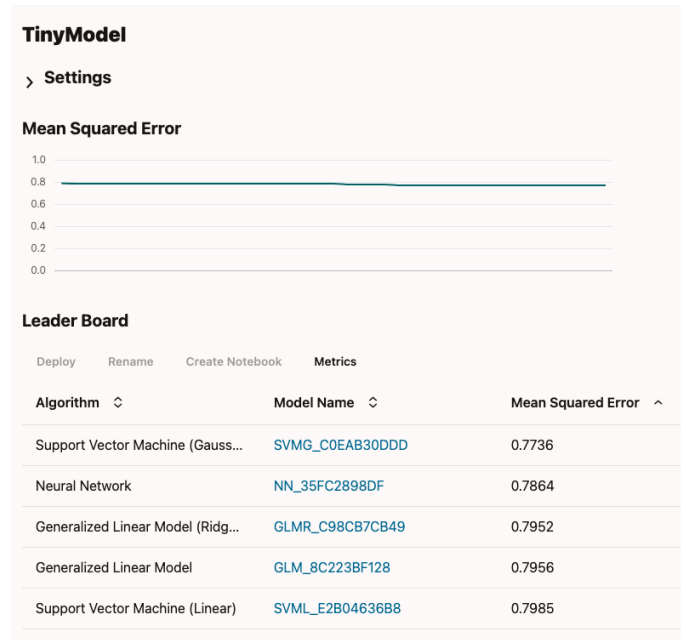 TinyModel
Settings
Mean Squared Error
1.0
0.8
0.6
0.4
0.2
0.0
Leader Board
Deploy Rename Create Notebook Metrics
Algorithm Model Name Mean Squared Error
Support Vector Machine (Gauss... SVMG_C0EAB30DDD 0.7736
Neural Network NN_35FC2898DF 0.7864
Generalized Linear Model (Ridg... GLMR_C98CB7CB49 0.7952
Generalized Linear Model GLM_8C223BF128 0.7956
Support Vector Machine (Linear) SVML_E2B04636B8 0.7985